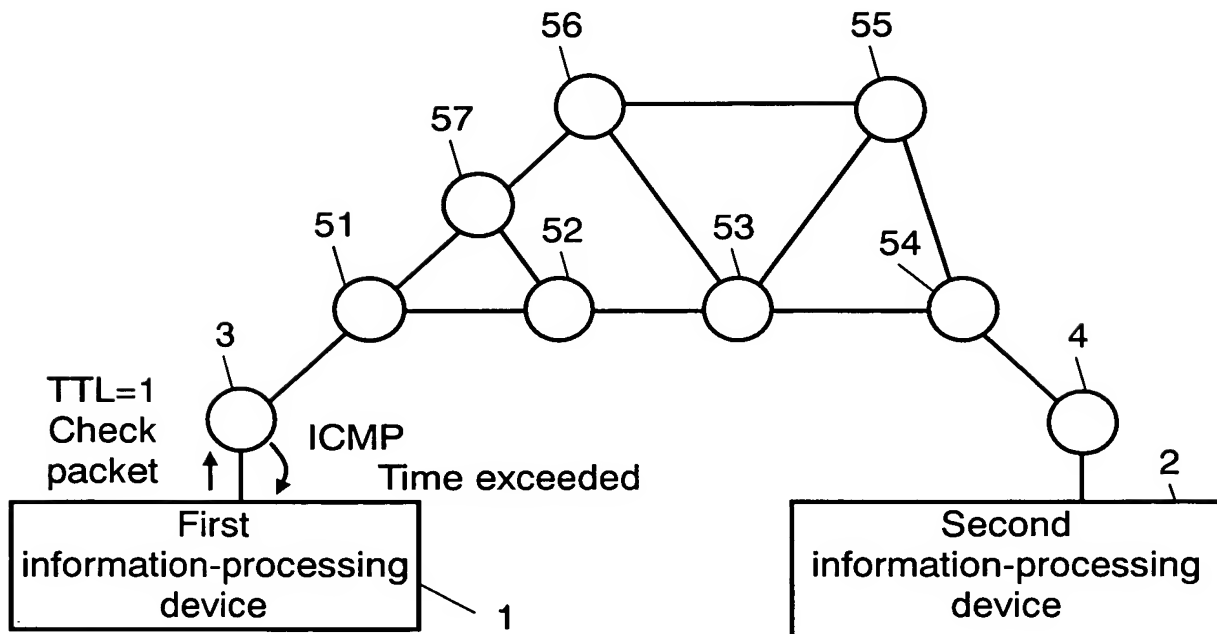 56
55
57
51
52
53
54
3
4
TTL=1
Check
packet
ICMP
Time exceeded
2
First
information-processing
device
1
Second
information-processing
device